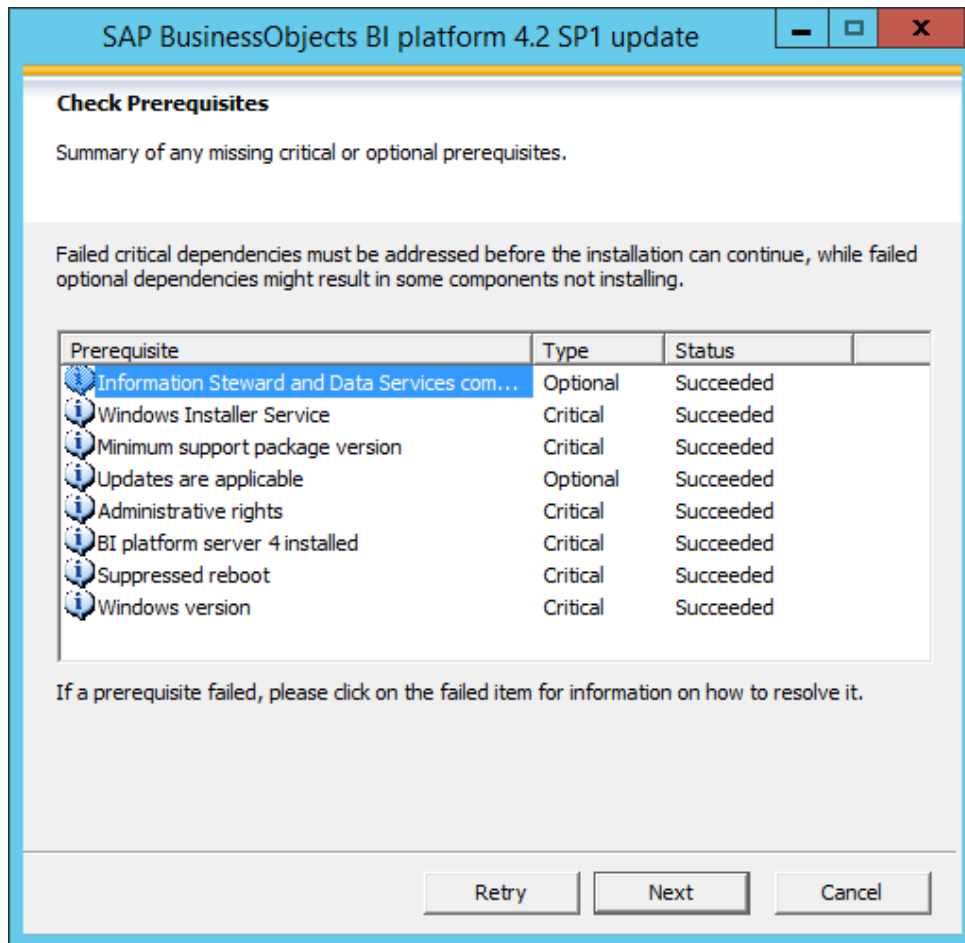 SAP BusinessObjects BI platform 4.2 SP1 update
Check Prerequisites
Summary of any missing critical or optional prerequisites.
Failed critical dependencies must be addressed before the installation can continue, while failed
optional dependencies might result in some components not installing.
Prerequisite Type Status
Information Steward and Data Services com... Optional Succeeded
Windows Installer Service Critical Succeeded
Minimum support package version Critical Succeeded
Updates are applicable Optional Succeeded
Administrative rights Critical Succeeded
BI platform server 4 installed Critical Succeeded
Suppressed reboot Critical Succeeded
Windows version Critical Succeeded
If a prerequisite failed, please click on the failed item for information on how to resolve it.
Retry Next Cancel